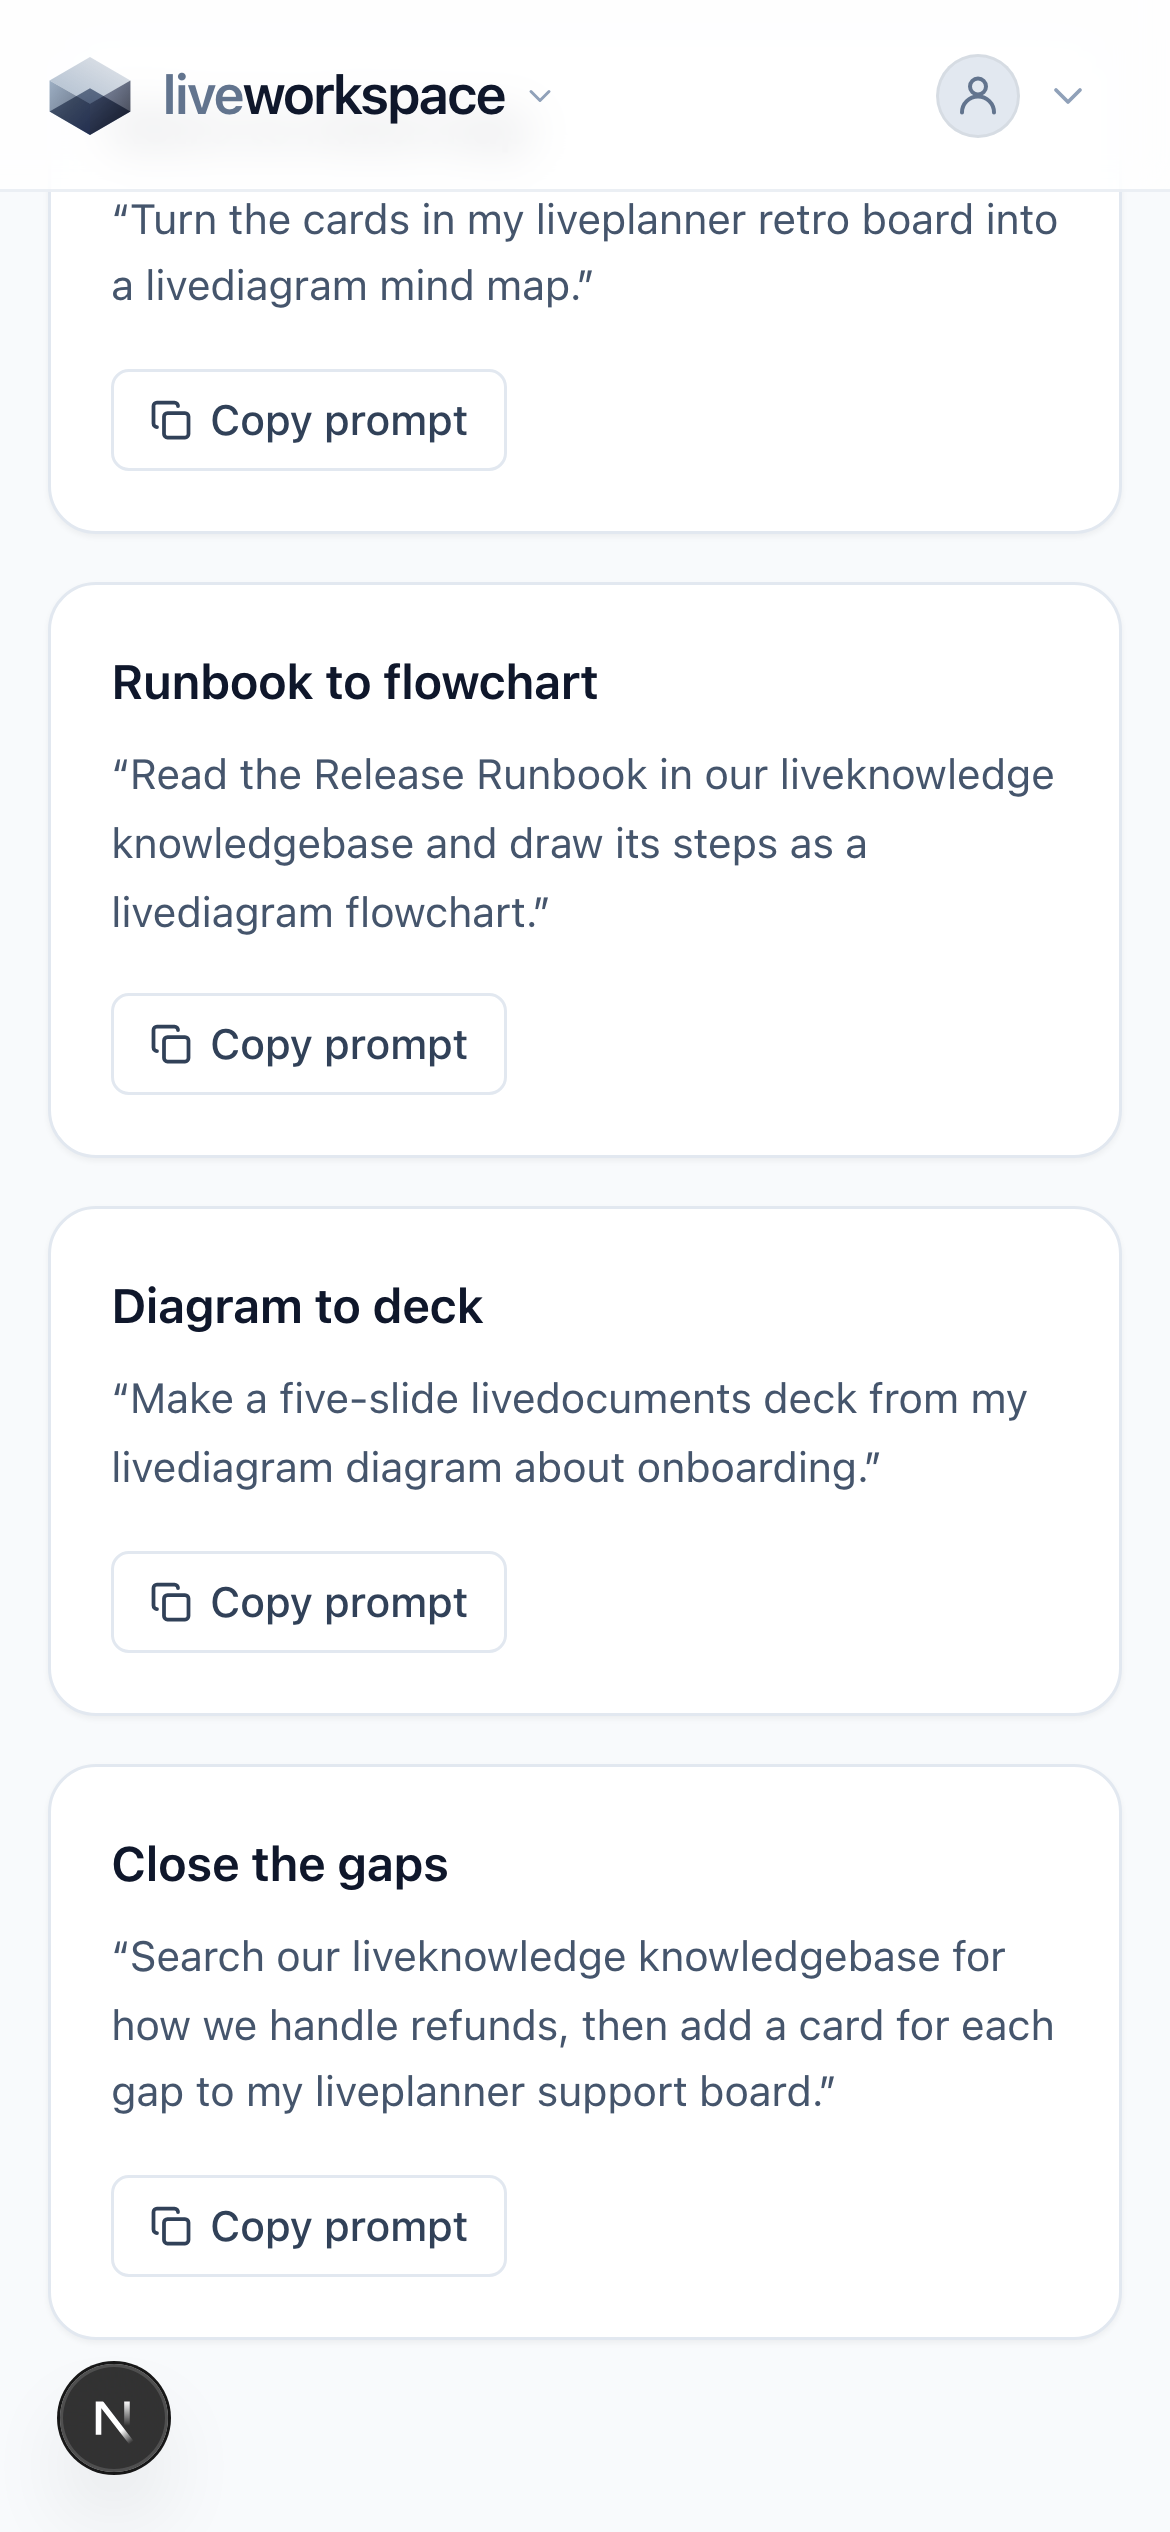 liveworkspace
“Turn the cards in my liveplanner retro board into
a livediagram mind map.”
Copy prompt
Runbook to flowchart
“Read the Release Runbook in our liveknowledge
knowledgebase and draw its steps as a
livediagram flowchart.”
Copy prompt
Diagram to deck
“Make a five-slide livedocuments deck from my
livediagram diagram about onboarding.”
Copy prompt
Close the gaps
“Search our liveknowledge knowledgebase for
how we handle refunds, then add a card for each
gap to my liveplanner support board.”
Copy prompt
N